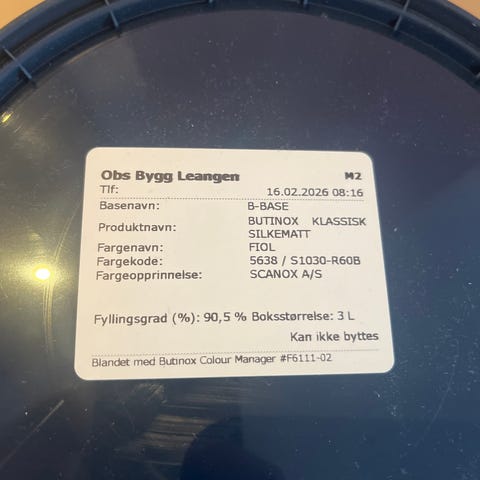 Obs Bygg Leangen M2
Tlf: 16.02.2026 08:16
Basenavn: B-BASE
Produktnavn: BUTINOX KLASSISK SILKEMATT
Fargenavn: FIOL
Fargekode: 5638 / S1030-R60B
Fargeopprinnelse: SCANOX A/S
Fyllingsgrad (%): 90,5 % Boksstørrelse: 3 L
Kan ikke byttes
Blandet med Butinox Colour Manager #F6111-02